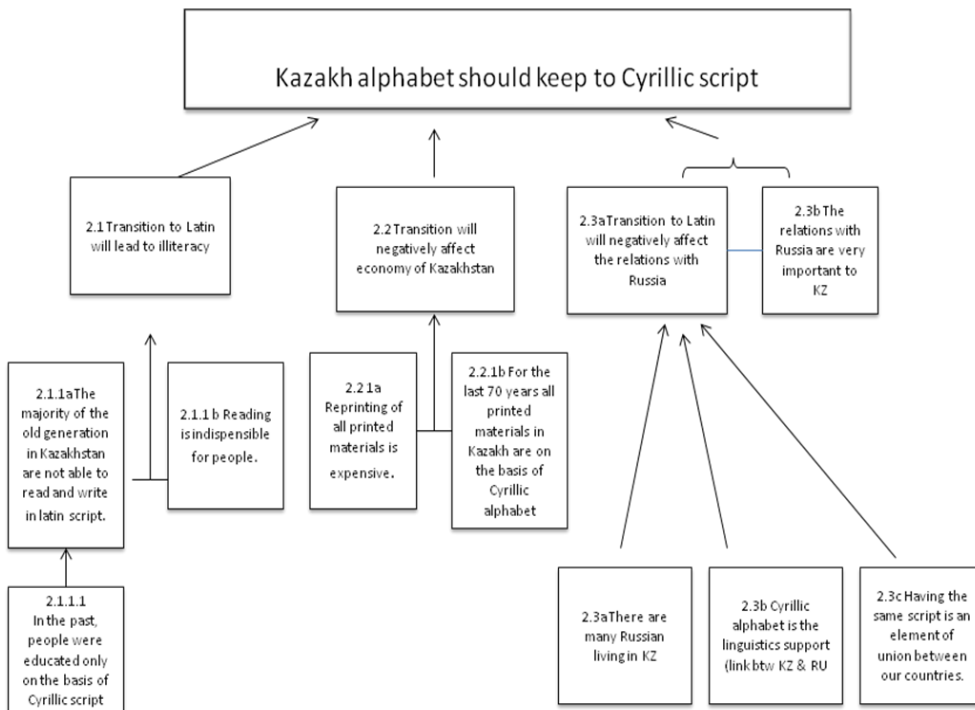 Kazakh alphabet should keep to Cyrillic script
2.1 Transition to Latin
will lead to illiteracy
2.2 Transition will
negatively affect
economy of Kazakhstan
2.3a Transition to Latin
will negatively affect
the relations with
Russia
2.3b The
relations with
Russia are very
important to
KZ
2.1.1a The
majority of the
old generation
in Kazakhstan
are not able to
read and write
in latin script.
2.1.1 b Reading
is indispensible
for people.
2.2 1a
Reprinting of
all printed
materials is
expensive.
2.2.1b For the
last 70 years all
printed
materials in
Kazakh are on
the basis of
Cyrillic
alphabet
2.1.1.1
In the past,
people were
educated only
on the basis of
Cyrillic script
2.3a There are
many Russian
living in KZ
2.3b Cyrillic
alphabet is the
linguistics support
(link btw KZ & RU
2.3c Having the
same script is an
element of
union between
our countries.